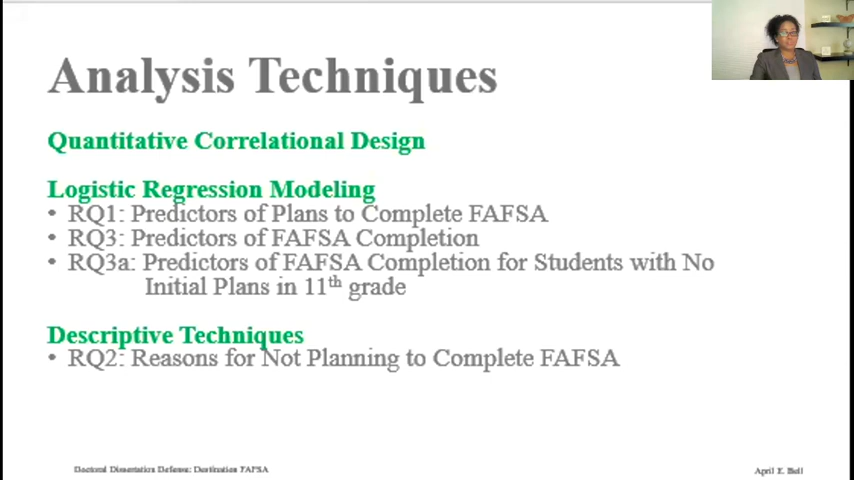 Analysis Techniques
Quantitative Correlational Design
Logistic Regression Modeling
• RQ1: Predictors of Plans to Complete FAFSA
• RQ3: Predictors of FAFSA Completion
• RQ3a: Predictors of FAFSA Completion for Students with No
Initial Plans in 11th grade
Descriptive Techniques
• RQ2: Reasons for Not Planning to Complete FAFSA
Doctoral Dissertation Defense: Destination FAFSA
April E. Bell